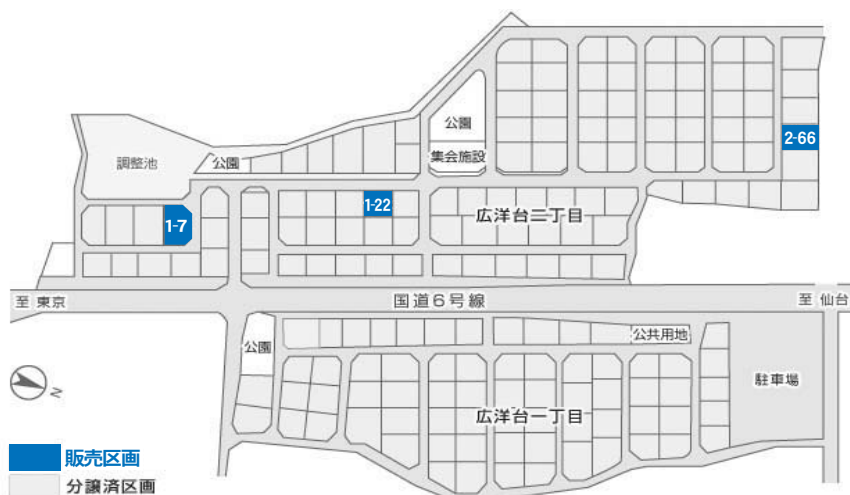 公園
2-66
集会施設
調整池
公園
1-22
1-7
広洋台二丁目
至 東京
国道6号線
至 仙台
公園
公共用地
駐車場
N
広洋台一丁目
販売区画
分譲済区画